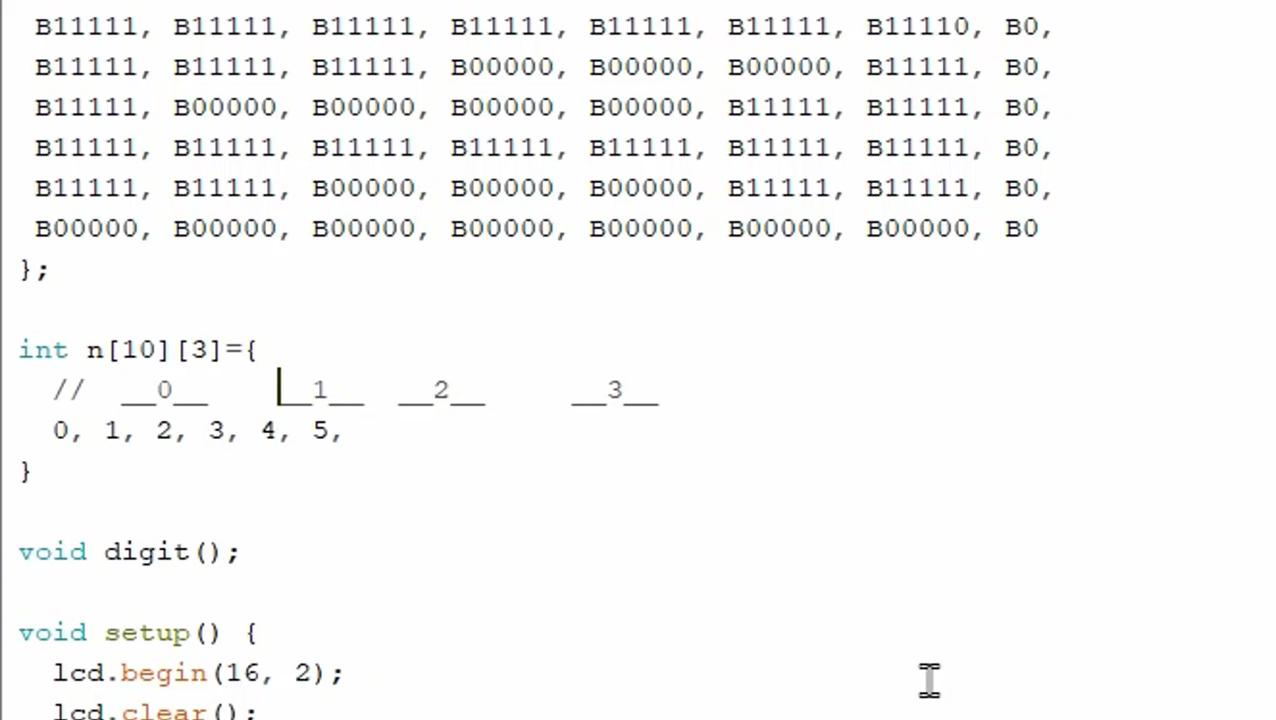 B11111, B11111, B11111, B11111, B11111, B11111, B11110, B0,
B11111, B11111, B11111, B00000, B00000, B00000, B11111, B0,
B11111, B00000, B00000, B00000, B00000, B11111, B11111, B0,
B11111, B11111, B11111, B11111, B11111, B11111, B11111, B0,
B11111, B11111, B00000, B00000, B00000, B11111, B11111, B0,
B00000, B00000, B00000, B00000, B00000, B00000, B00000, B0
};
int n[10][3]={
// __0__ __1__ __2__ __3__
0, 1, 2, 3, 4, 5,
}
void digit();
void setup() {
lcd.begin(16, 2);
lcd.clear();